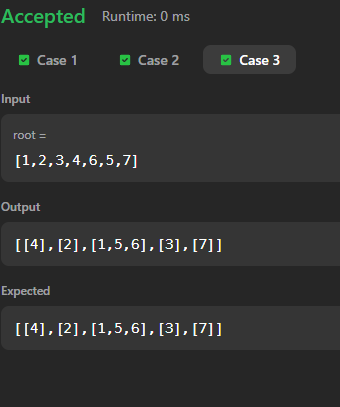 Accepted Runtime: 0 ms
Case 1 Case 2 Case 3
Input
root =
[1,2,3,4,6,5,7]
Output
[[4],[2],[1,5,6],[3],[7]]
Expected
[[4],[2],[1,5,6],[3],[7]]